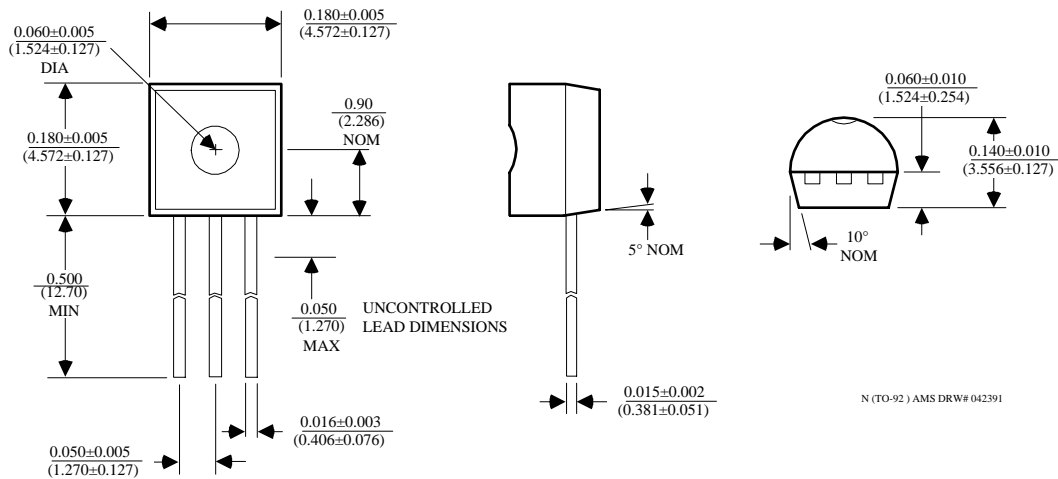 0.180±0.005
(4.572±0.127)
0.060±0.005
(1.524±0.127)
DIA
0.180±0.005
(4.572±0.127)
0.90
(2.286)
NOM
0.500
(12.70)
MIN
0.050
(1.270)
MAX
UNCONTROLLED
LEAD DIMENSIONS
0.016±0.003
(0.406±0.076)
0.050±0.005
(1.270±0.127)
5° NOM
0.015±0.002
(0.381±0.051)
0.060±0.010
(1.524±0.254)
0.140±0.010
(3.556±0.127)
10°
NOM
N (TO-92 ) AMS DRW# 042391